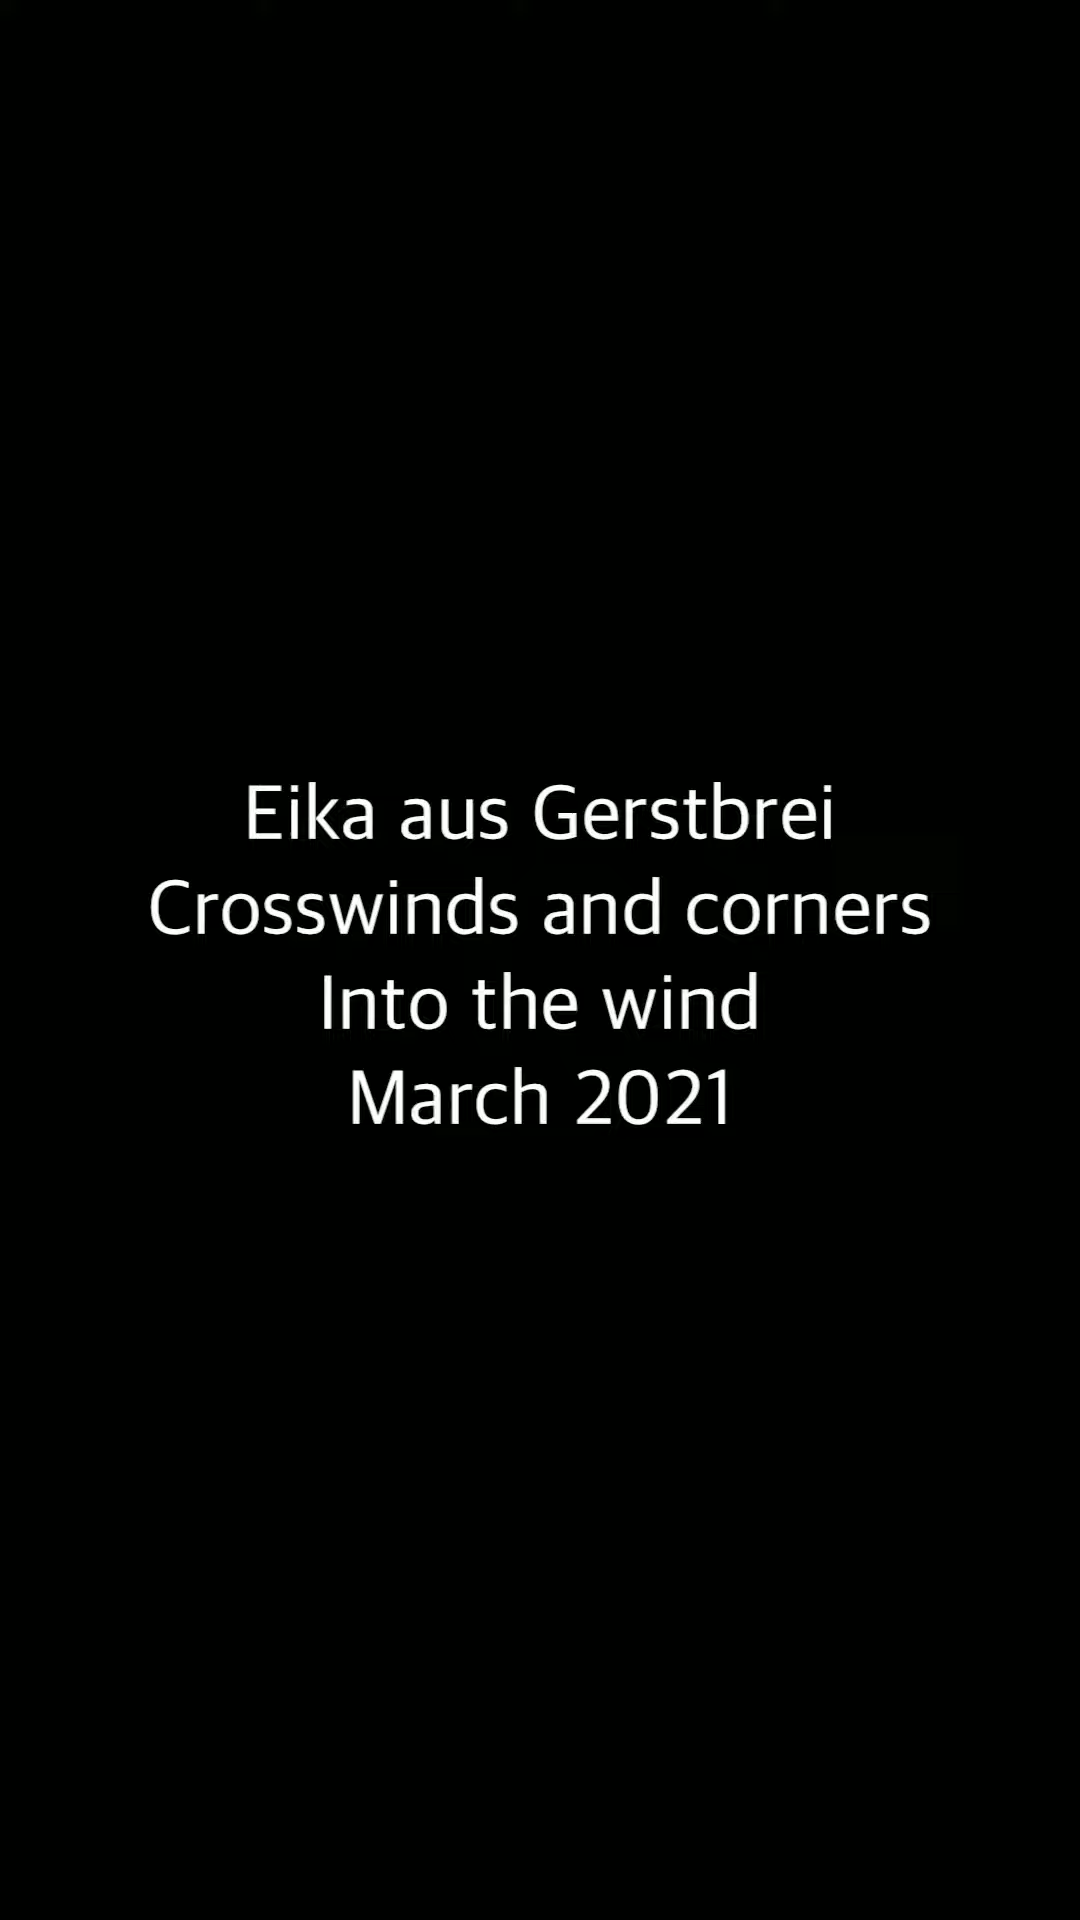 Eika aus Gerstbrei
Crosswinds and corners
Into the wind
March 2021